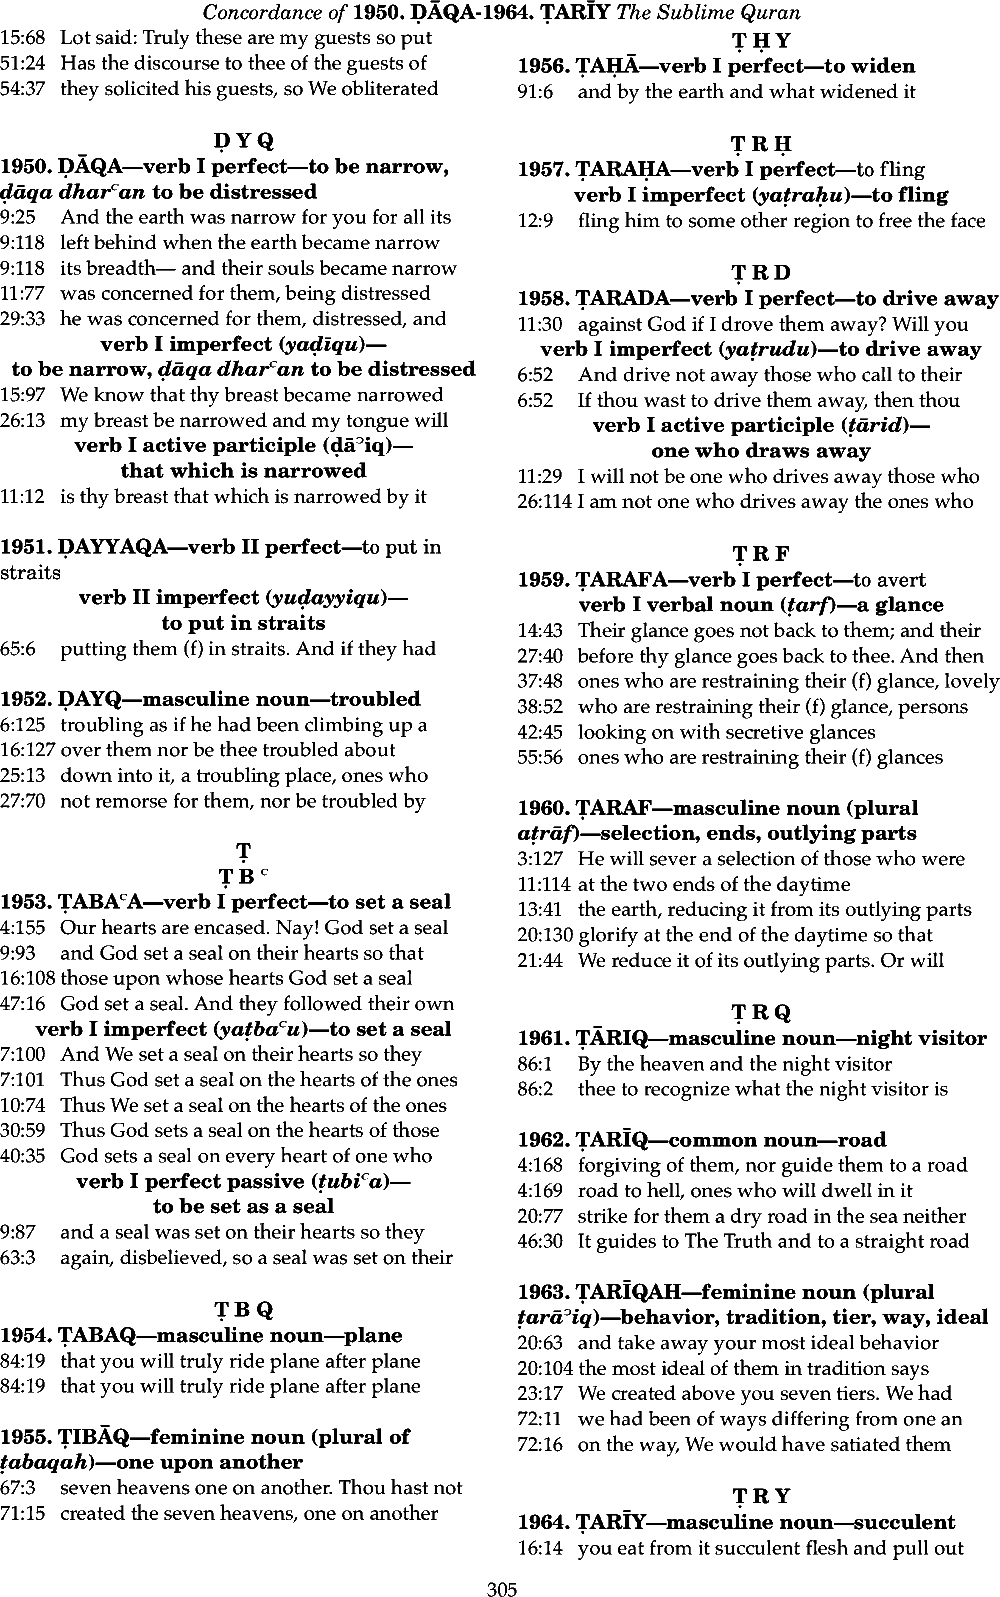 Concordance of 1950. ḌĀQA-1964. ṬARĪY The Sublime Quran
15:68 Lot said: Truly these are my guests so put
51:24 Has the discourse to thee of the guests of
54:37 they solicited his guests, so We obliterated
Ḍ Y Q
1950. ḌĀQA—verb I perfect—to be narrow,
ḍāqa dharᶜan to be distressed
9:25 And the earth was narrow for you for all its
9:118 left behind when the earth became narrow
9:118 its breadth— and their souls became narrow
11:77 was concerned for them, being distressed
29:33 he was concerned for them, distressed, and
verb I imperfect (yaḍīqu)—
to be narrow, ḍāqa dharᶜan to be distressed
15:97 We know that thy breast became narrowed
26:13 my breast be narrowed and my tongue will
verb I active participle (ḍāʾiq)—
that which is narrowed
11:12 is thy breast that which is narrowed by it
1951. ḌAYYAQA—verb II perfect—to put in
straits
verb II imperfect (yuḍayyiqu)—
to put in straits
65:6 putting them (f) in straits. And if they had
1952. ḌAYQ—masculine noun—troubled
6:125 troubling as if he had been climbing up a
16:127 over them nor be thee troubled about
25:13 down into it, a troubling place, ones who
27:70 not remorse for them, nor be troubled by
Ṭ
Ṭ B ᶜ
1953. ṬABAᶜA—verb I perfect—to set a seal
4:155 Our hearts are encased. Nay! God set a seal
9:93 and God set a seal on their hearts so that
16:108 those upon whose hearts God set a seal
47:16 God set a seal. And they followed their own
verb I imperfect (yaṭbaᶜu)—to set a seal
7:100 And We set a seal on their hearts so they
7:101 Thus God set a seal on the hearts of the ones
10:74 Thus We set a seal on the hearts of the ones
30:59 Thus God sets a seal on the hearts of those
40:35 God sets a seal on every heart of one who
verb I perfect passive (ṭubiᶜa)—
to be set as a seal
9:87 and a seal was set on their hearts so they
63:3 again, disbelieved, so a seal was set on their
Ṭ B Q
1954. ṬABAQ—masculine noun—plane
84:19 that you will truly ride plane after plane
84:19 that you will truly ride plane after plane
1955. ṬIBĀQ—feminine noun (plural of
ṭabaqah)—one upon another
67:3 seven heavens one on another. Thou hast not
71:15 created the seven heavens, one on another
Ṭ Ḥ Y
1956. ṬAḤĀ—verb I perfect—to widen
91:6 and by the earth and what widened it
Ṭ R Ḥ
1957. ṬARAḤA—verb I perfect—to fling
verb I imperfect (yaṭraḥu)—to fling
12:9 fling him to some other region to free the face
Ṭ R D
1958. ṬARADA—verb I perfect—to drive away
11:30 against God if I drove them away? Will you
verb I imperfect (yaṭrudu)—to drive away
6:52 And drive not away those who call to their
6:52 If thou wast to drive them away, then thou
verb I active participle (ṭārid)—
one who draws away
11:29 I will not be one who drives away those who
26:114 I am not one who drives away the ones who
Ṭ R F
1959. ṬARAFA—verb I perfect—to avert
verb I verbal noun (ṭarf)—a glance
14:43 Their glance goes not back to them; and their
27:40 before thy glance goes back to thee. And then
37:48 ones who are restraining their (f) glance, lovely
38:52 who are restraining their (f) glance, persons
42:45 looking on with secretive glances
55:56 ones who are restraining their (f) glances
1960. ṬARAF—masculine noun (plural
aṭrāf)—selection, ends, outlying parts
3:127 He will sever a selection of those who were
11:114 at the two ends of the daytime
13:41 the earth, reducing it from its outlying parts
20:130 glorify at the end of the daytime so that
21:44 We reduce it of its outlying parts. Or will
Ṭ R Q
1961. ṬĀRIQ—masculine noun—night visitor
86:1 By the heaven and the night visitor
86:2 thee to recognize what the night visitor is
1962. ṬARĪQ—common noun—road
4:168 forgiving of them, nor guide them to a road
4:169 road to hell, ones who will dwell in it
20:77 strike for them a dry road in the sea neither
46:30 It guides to The Truth and to a straight road
1963. ṬARĪQAH—feminine noun (plural
ṭarāʾiq)—behavior, tradition, tier, way, ideal
20:63 and take away your most ideal behavior
20:104 the most ideal of them in tradition says
23:17 We created above you seven tiers. We had
72:11 we had been of ways differing from one an
72:16 on the way, We would have satiated them
Ṭ R Y
1964. ṬARĪY—masculine noun—succulent
16:14 you eat from it succulent flesh and pull out
305